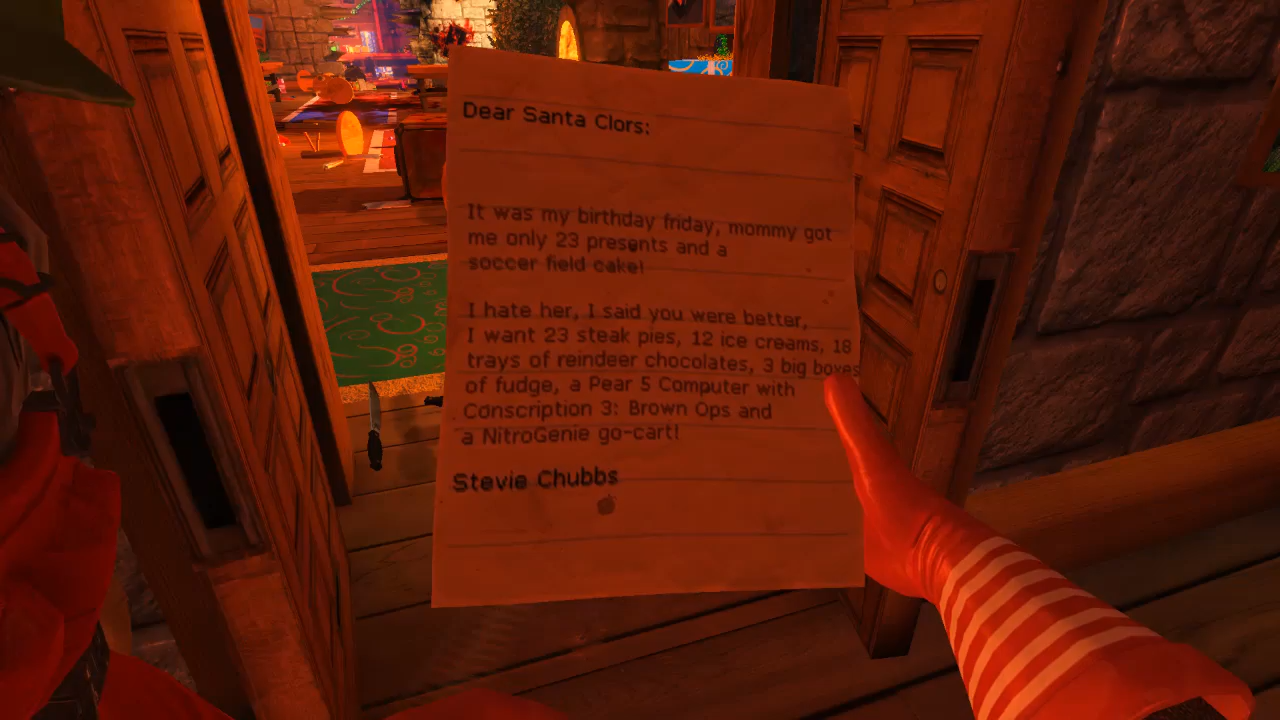 Dear Santa Clors:
It was my birthday friday, mommy got
me only 23 presents and a
soccer field cake!
I hate her, I said you were better,
I want 23 steak pies, 12 ice creams, 18
trays of reindeer chocolates, 3 big boxes
of fudge, a Pear 5 Computer with
Conscription 3: Brown Ops and
a NitroGenie go-cart!
Stevie Chubbs